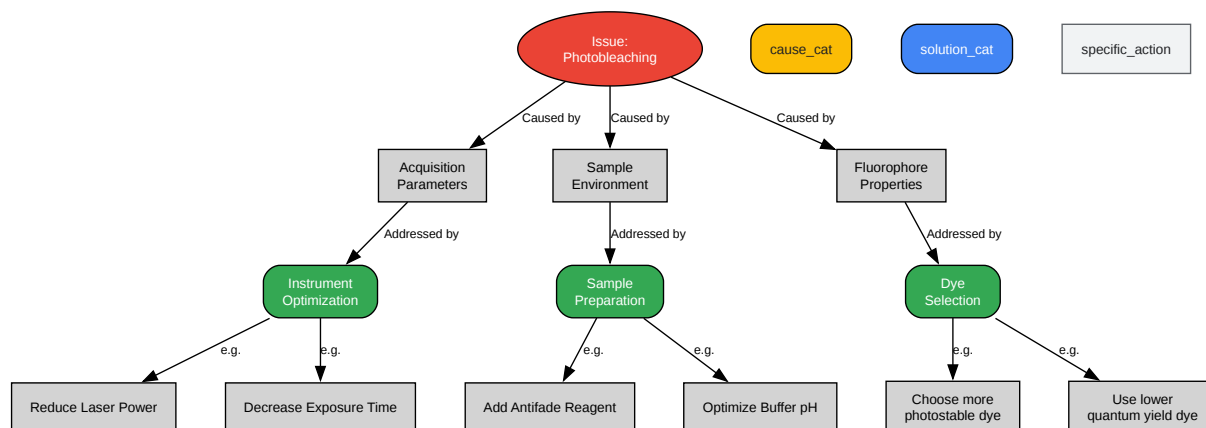 Issue:
Photobleaching
cause_cat
solution_cat
specific_action
Caused by
Caused by
Caused by
Acquisition
Parameters
Sample
Environment
Fluorophore
Properties
Addressed by
Addressed by
Addressed by
Instrument
Optimization
Sample
Preparation
Dye
Selection
e.g.
e.g.
e.g.
e.g.
e.g.
e.g.
Reduce Laser Power
Decrease Exposure Time
Add Antifade Reagent
Optimize Buffer pH
Choose more
photostable dye
Use lower
quantum yield dye